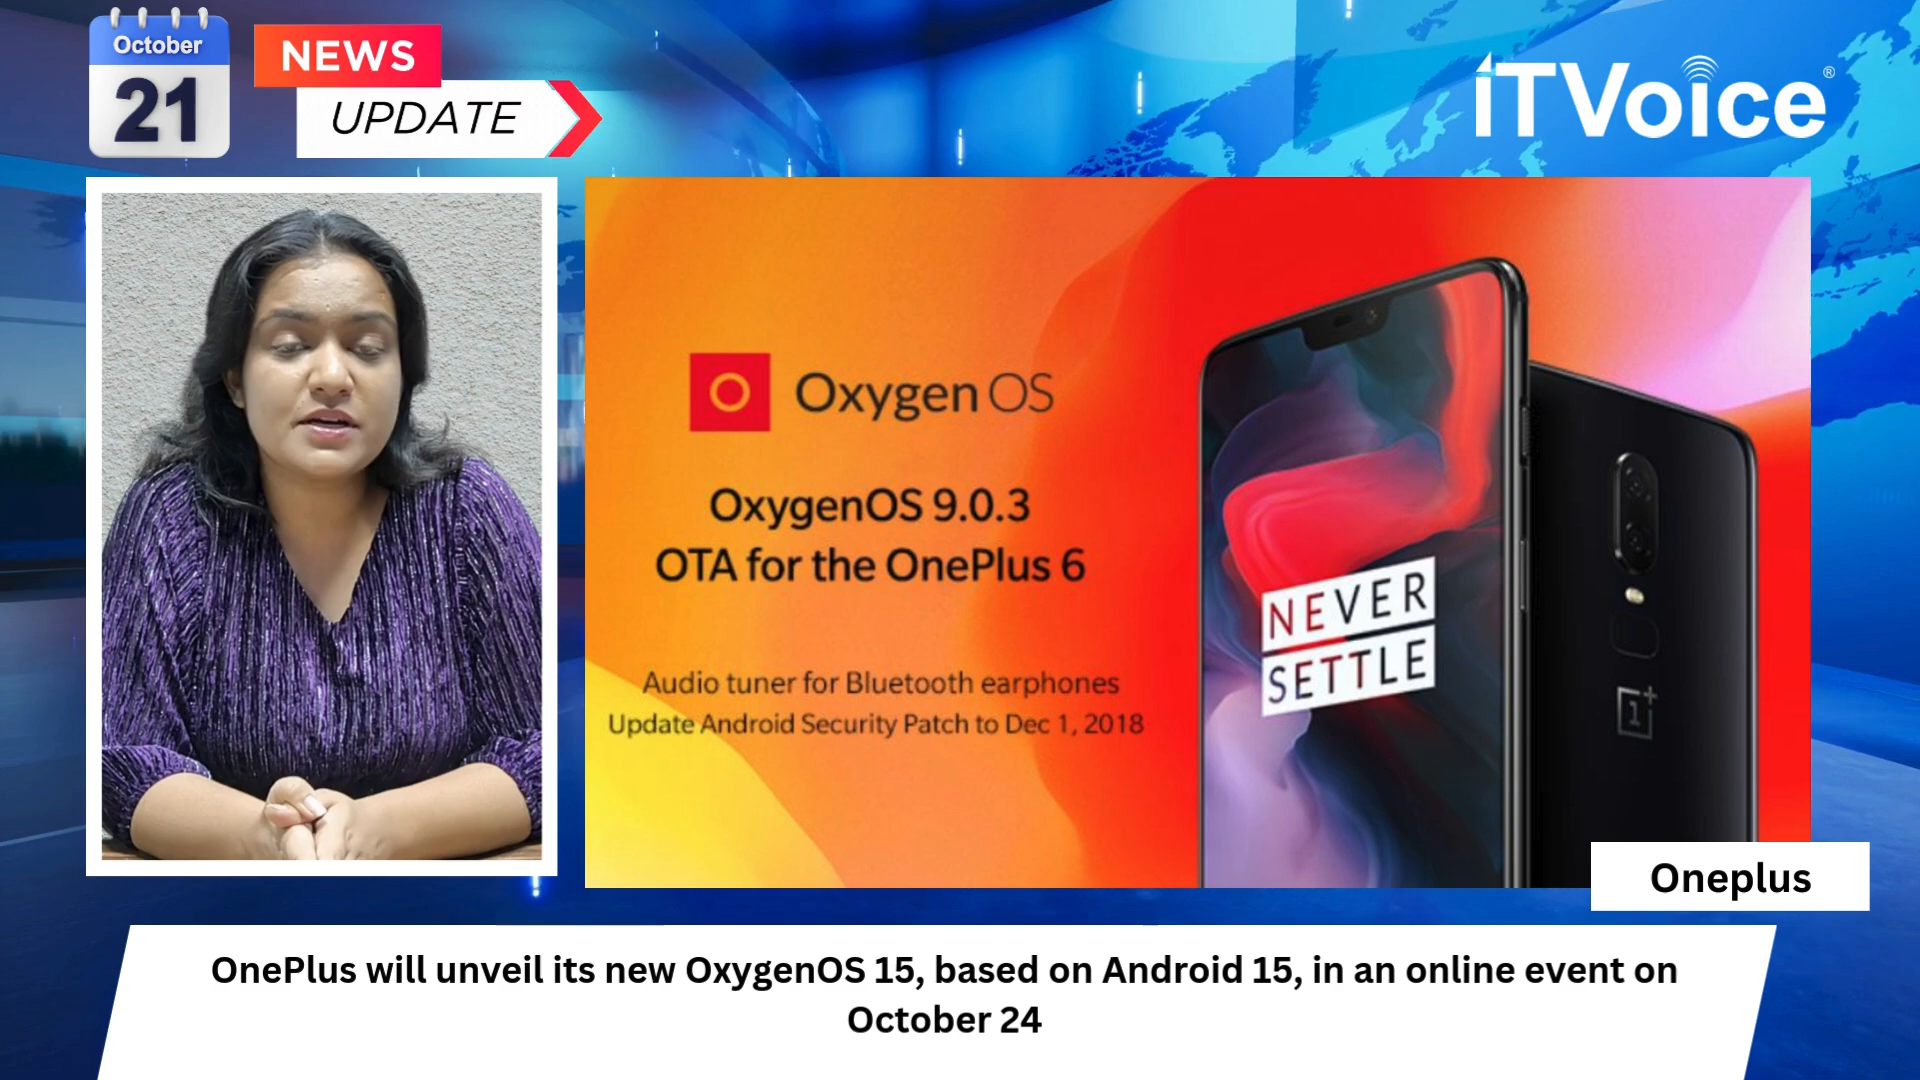 October
21
NEWS
UPDATE
iTVoice®
Oxygen OS
OxygenOS 9.0.3
OTA for the OnePlus 6
Audio tuner for Bluetooth earphones
Update Android Security Patch to Dec 1, 2018
NEVER
SETTLE
1+
Oneplus
OnePlus will unveil its new OxygenOS 15, based on Android 15, in an online event on
October 24